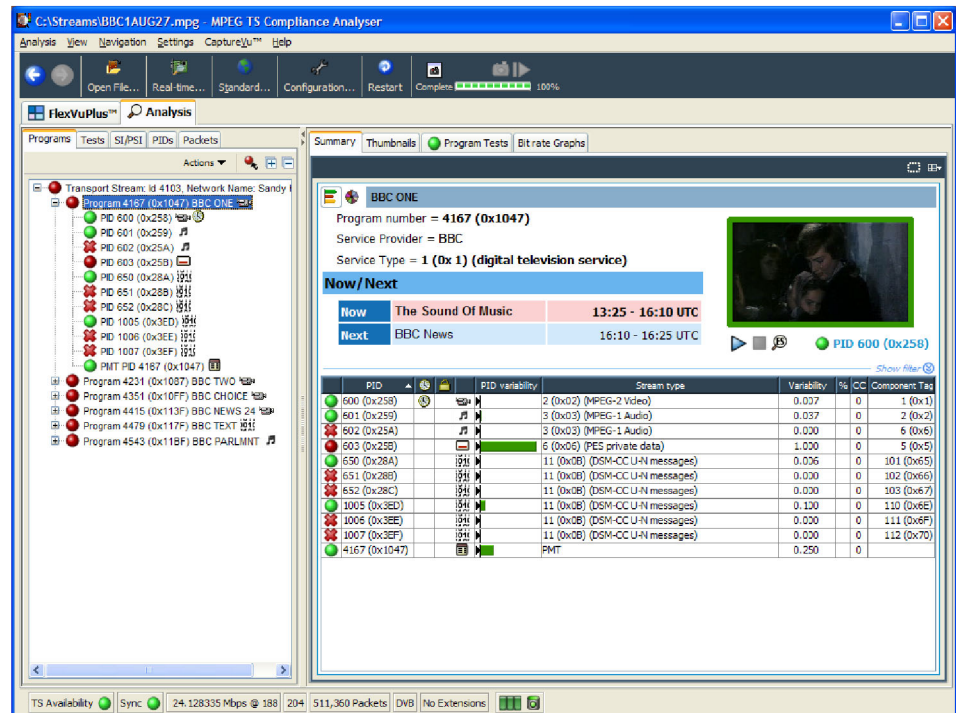 C:\Streams\BBC1AUG27.mpg - MPEG TS Compliance Analyser
Analysis View Navigation Settings CaptureVu™ Help
Open File... Real-time... Standard... Configuration... Restart Complete 100%
FlexVuPlus™ Analysis
Programs Tests SI/PSI PIDs Packets
Actions
Transport Stream: Id 4103, Network Name: Sandy
Program 4167 (0x1047) BBC ONE
PID 600 (0x258)
PID 601 (0x259)
PID 602 (0x25A)
PID 603 (0x25B)
PID 650 (0x28A)
PID 651 (0x28B)
PID 652 (0x28C)
PID 1005 (0x3ED)
PID 1006 (0x3EE)
PID 1007 (0x3EF)
PMT PID 4167 (0x1047)
Program 4231 (0x1087) BBC TWO
Program 4351 (0x10FF) BBC CHOICE
Program 4415 (0x113F) BBC NEWS 24
Program 4479 (0x117F) BBC TEXT
Program 4543 (0x11BF) BBC PARLMNT
Summary Thumbnails Program Tests Bit rate Graphs
BBC ONE
Program number = 4167 (0x1047)
Service Provider = BBC
Service Type = 1 (0x 1) (digital television service)
Now/Next
Now The Sound Of Music 13:25 - 16:10 UTC
Next BBC News 16:10 - 16:25 UTC
PID 600 (0x258)
Show filter
PID PID variability Stream type Variability % CC Component Tag
600 (0x258) 2 (0x02) (MPEG-2 Video) 0.007 0 1 (0x1)
601 (0x259) 3 (0x03) (MPEG-1 Audio) 0.037 0 2 (0x2)
602 (0x25A) 3 (0x03) (MPEG-1 Audio) 0.000 0 6 (0x6)
603 (0x25B) 6 (0x06) (PES private data) 1.000 0 5 (0x5)
650 (0x28A) 11 (0x0B) (DSM-CC U-N messages) 0.006 0 101 (0x65)
651 (0x28B) 11 (0x0B) (DSM-CC U-N messages) 0.000 0 102 (0x66)
652 (0x28C) 11 (0x0B) (DSM-CC U-N messages) 0.000 0 103 (0x67)
1005 (0x3ED) 11 (0x0B) (DSM-CC U-N messages) 0.100 0 110 (0x6E)
1006 (0x3EE) 11 (0x0B) (DSM-CC U-N messages) 0.000 0 111 (0x6F)
1007 (0x3EF) 11 (0x0B) (DSM-CC U-N messages) 0.000 0 112 (0x70)
4167 (0x1047) PMT 0.250 0
TS Availability Sync 24.128335 Mbps @ 188 204 511,360 Packets DVB No Extensions